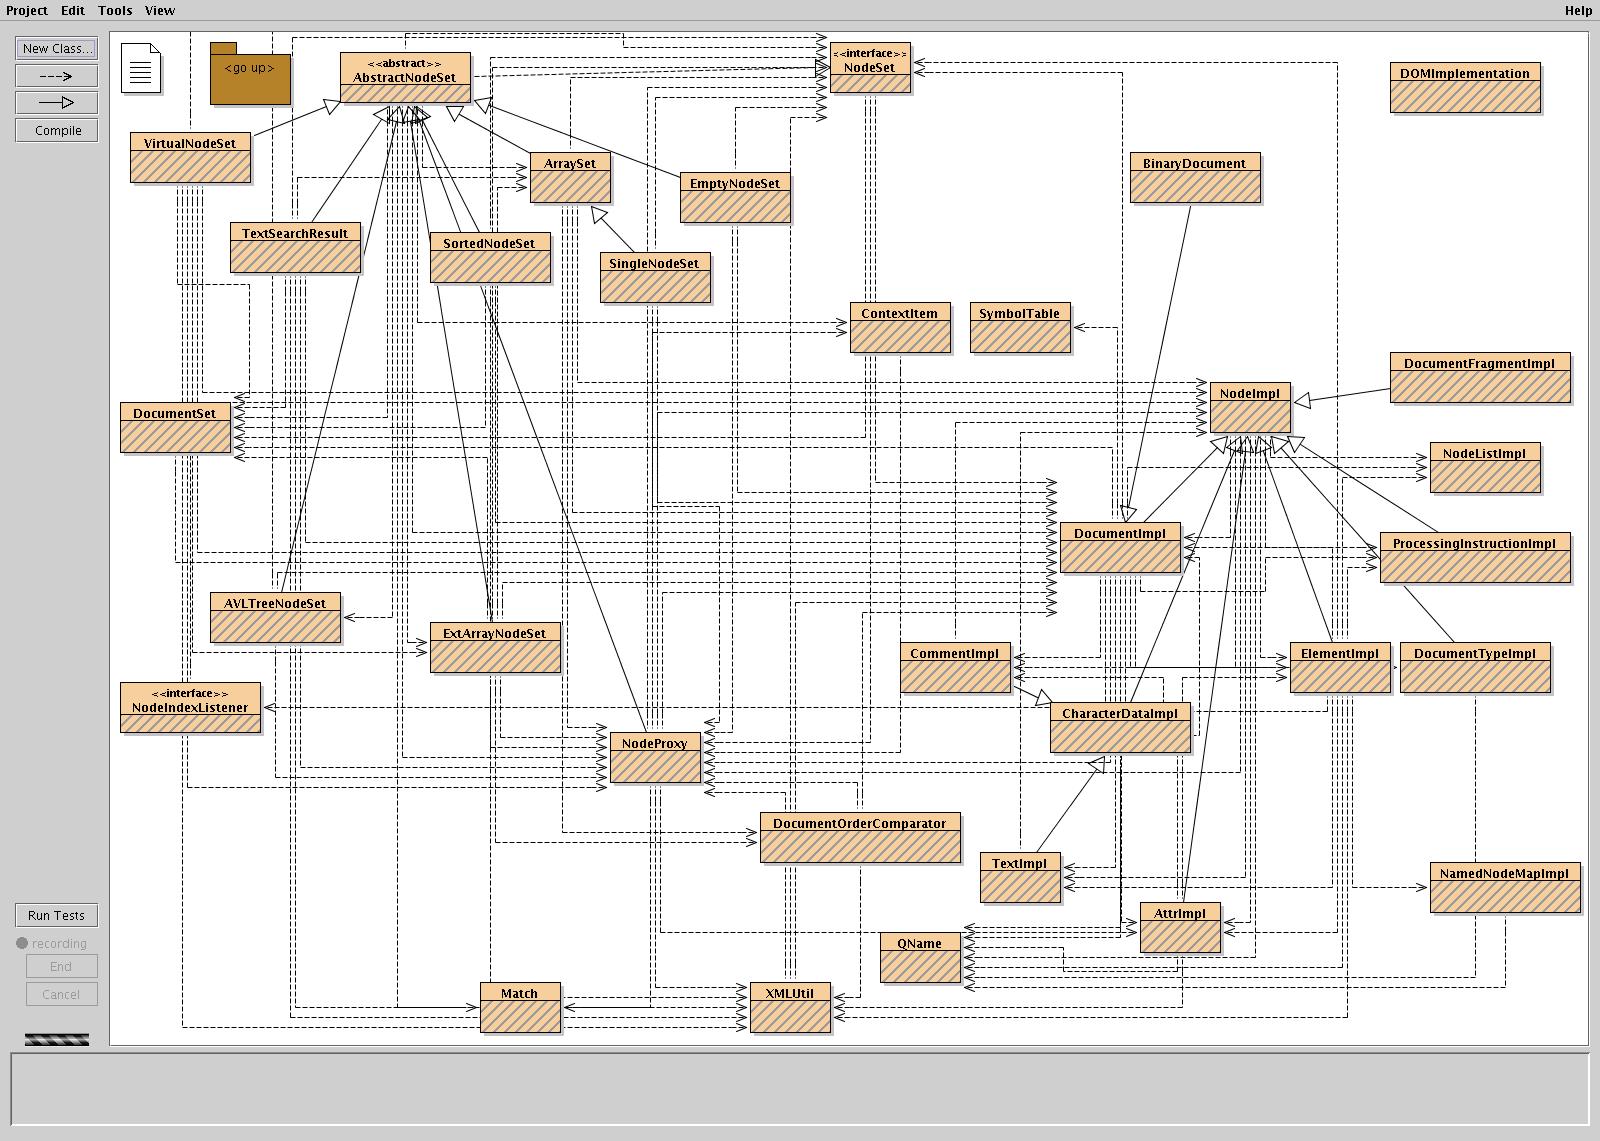 Project Edit Tools View Help
New Class...
Compile
<go up>
<<abstract>>
AbstractNodeSet
<<interface>>
NodeSet
DOMImplementation
VirtualNodeSet
ArraySet
EmptyNodeSet
BinaryDocument
TextSearchResult
SortedNodeSet
SingleNodeSet
ContextItem
SymbolTable
DocumentFragmentImpl
NodeImpl
DocumentSet
NodeListImpl
DocumentImpl
ProcessingInstructionImpl
AVLTreeNodeSet
ExtArrayNodeSet
CommentImpl
ElementImpl
DocumentTypeImpl
<<interface>>
NodeIndexListener
CharacterDataImpl
NodeProxy
DocumentOrderComparator
TextImpl
NamedNodeMapImpl
AttrImpl
QName
Match
XMLUtil
Run Tests
recording
End
Cancel